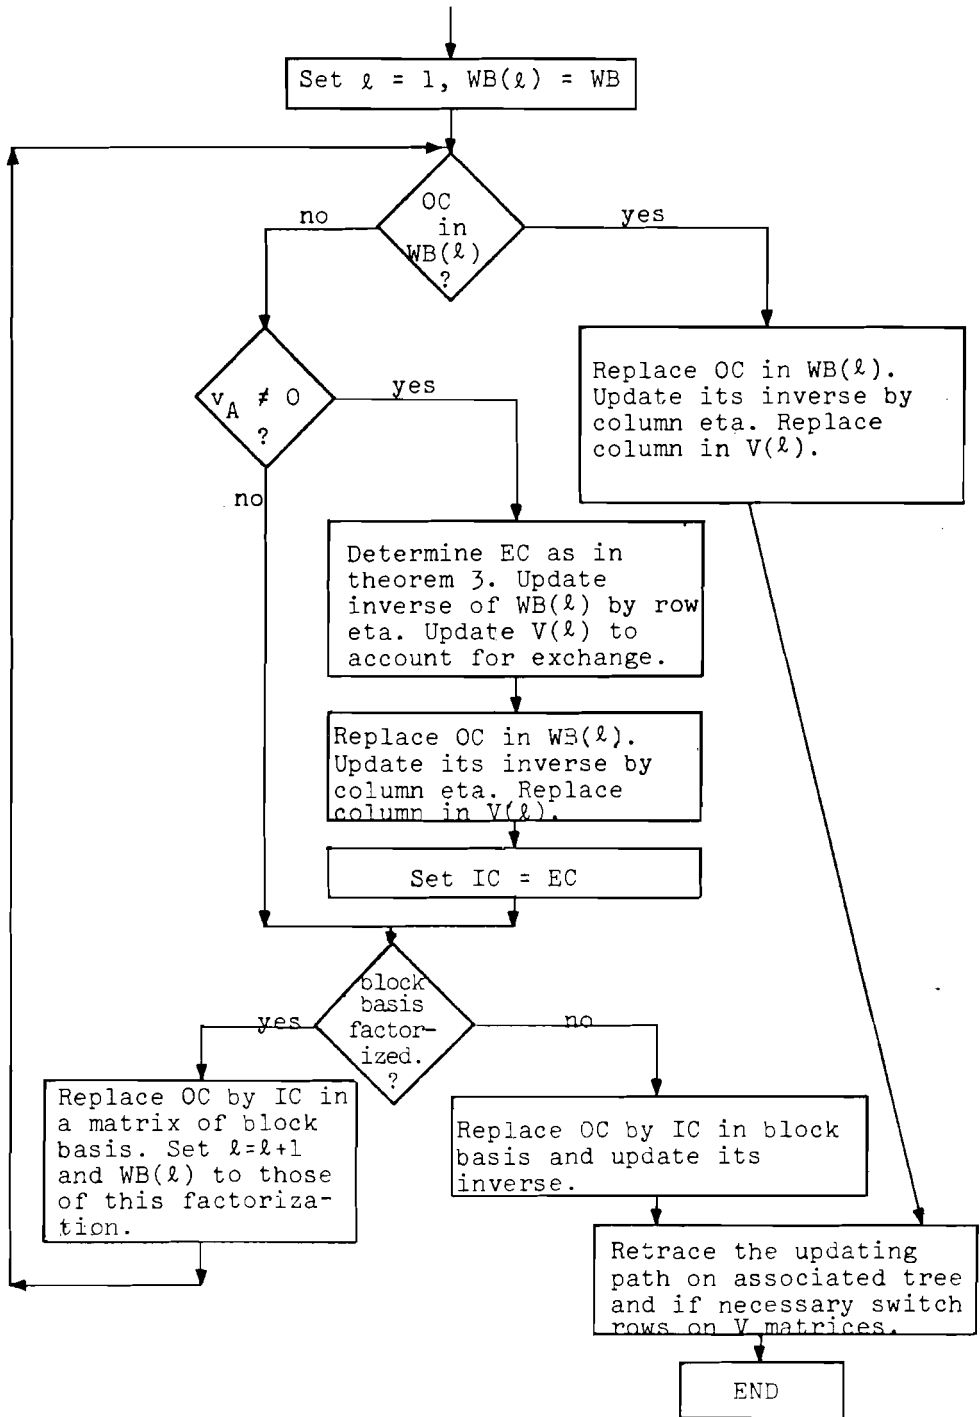 Set ℓ = 1, WB(ℓ) = WB
OC
in
WB(ℓ)
?
no
yes
v_A ≠ 0
?
yes
no
Replace OC in WB(ℓ).
Update its inverse by
column eta. Replace
column in V(ℓ).
Determine EC as in
theorem 3. Update
inverse of WB(ℓ) by row
eta. Update V(ℓ) to
account for exchange.
Replace OC in WB(ℓ).
Update its inverse by
column eta. Replace
column in V(ℓ).
Set IC = EC
block
basis
factor-
ized.
?
yes
no
Replace OC by IC in
a matrix of block
basis. Set ℓ=ℓ+1
and WB(ℓ) to those
of this factoriza-
tion.
Replace OC by IC in block
basis and update its
inverse.
Retrace the updating
path on associated tree
and if necessary switch
rows on V matrices.
END